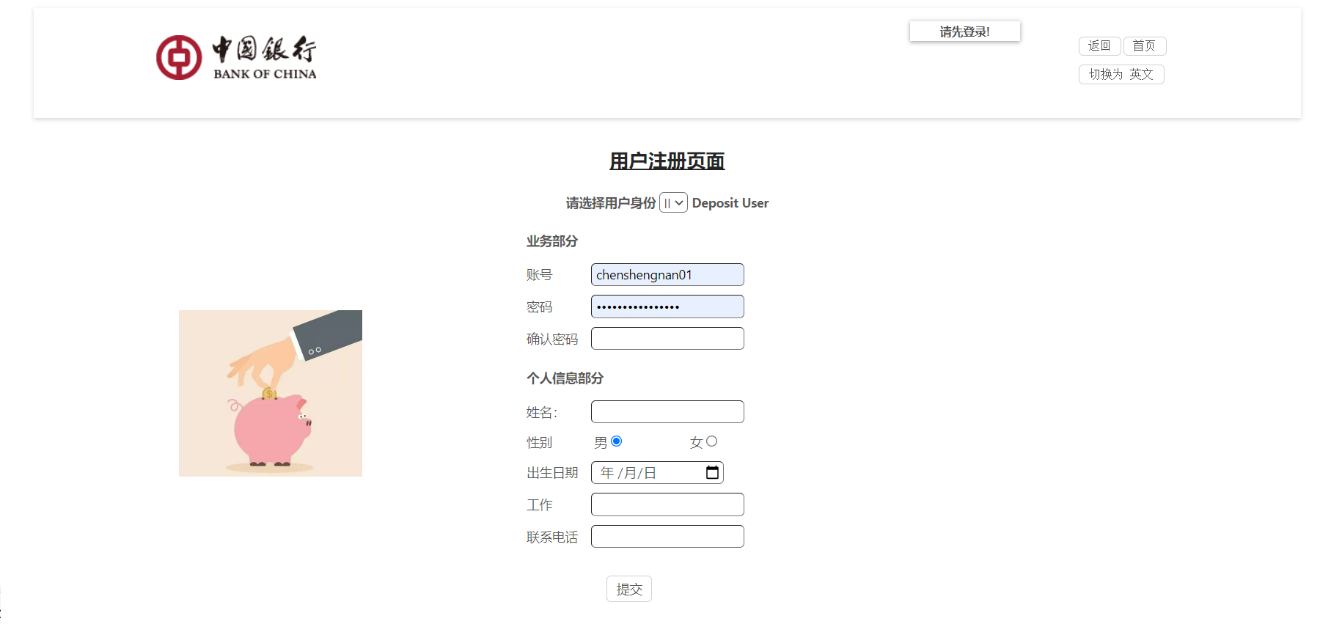 中國銀行
BANK OF CHINA
请先登录!
返回 首页
切换为 英文
用户注册页面
请选择用户身份 II Deposit User
业务部分
账号 chenshengnan01
密码 ••••••••••••••••
确认密码
个人信息部分
姓名：
性别 男 女
出生日期 年 /月/日
工作
联系电话
提交